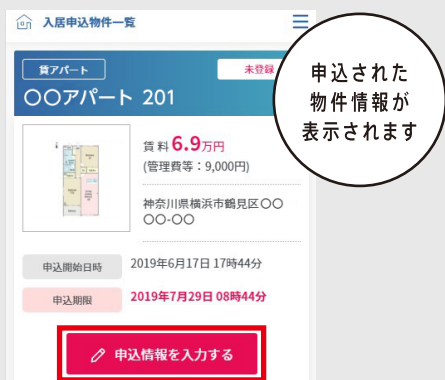 入居申込物件一覧
賃アパート
未登録
〇〇アパート 201
賃料6.9万円
(管理費等：9,000円)
神奈川県横浜市鶴見区〇〇
〇〇-〇〇
申込開始日時 2019年6月17日 17時44分
申込期限 2019年7月29日 08時44分
申込情報を入力する
申込された
物件情報が
表示されます